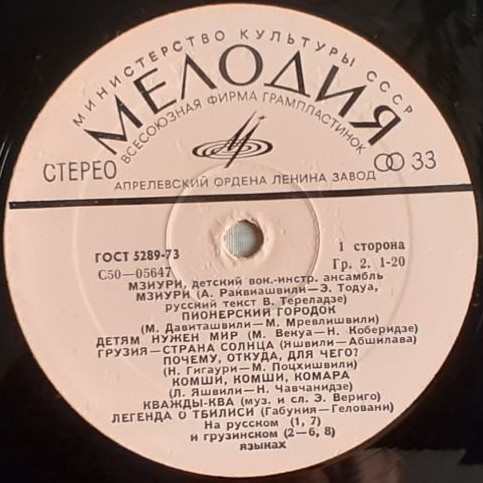 МИНИСТЕРСТВО КУЛЬТУРЫ СССР
МЕЛОДИЯ
ВСЕСОЮЗНАЯ ФИРМА ГРАМПЛАСТИНОК
СТЕРЕО
33
АПРЕЛЕВСКИЙ ОРДЕНА ЛЕНИНА ЗАВОД
ГОСТ 5289-73
1 сторона
С50—05647
Гр. 2. 1-20
МЗИУРИ, детский вок.-инстр. ансамбль
МЗИУРИ (А. Раквиашвили—Э. Тодуа,
русский текст В. Тереладзе)
ПИОНЕРСКИЙ ГОРОДОК
(М. Давиташвили—М. Мревлишвили)
ДЕТЯМ НУЖЕН МИР (М. Векуа—Н. Коберидзе)
ГРУЗИЯ—СТРАНА СОЛНЦА (Яшвили—Абшилава)
ПОЧЕМУ, ОТКУДА, ДЛЯ ЧЕГО?
(Н. Гигаури—М. Поцхишвили)
КОМШИ, КОМШИ, КОМАРА
(Л. Яшвили—Н. Чавчанидзе)
КВАЖДЫ-КВА (муз. и сл. Э. Вериго)
ЛЕГЕНДА О ТБИЛИСИ (Габуния—Геловани)
На русском (1, 7)
и грузинском (2—6, 8)
языках